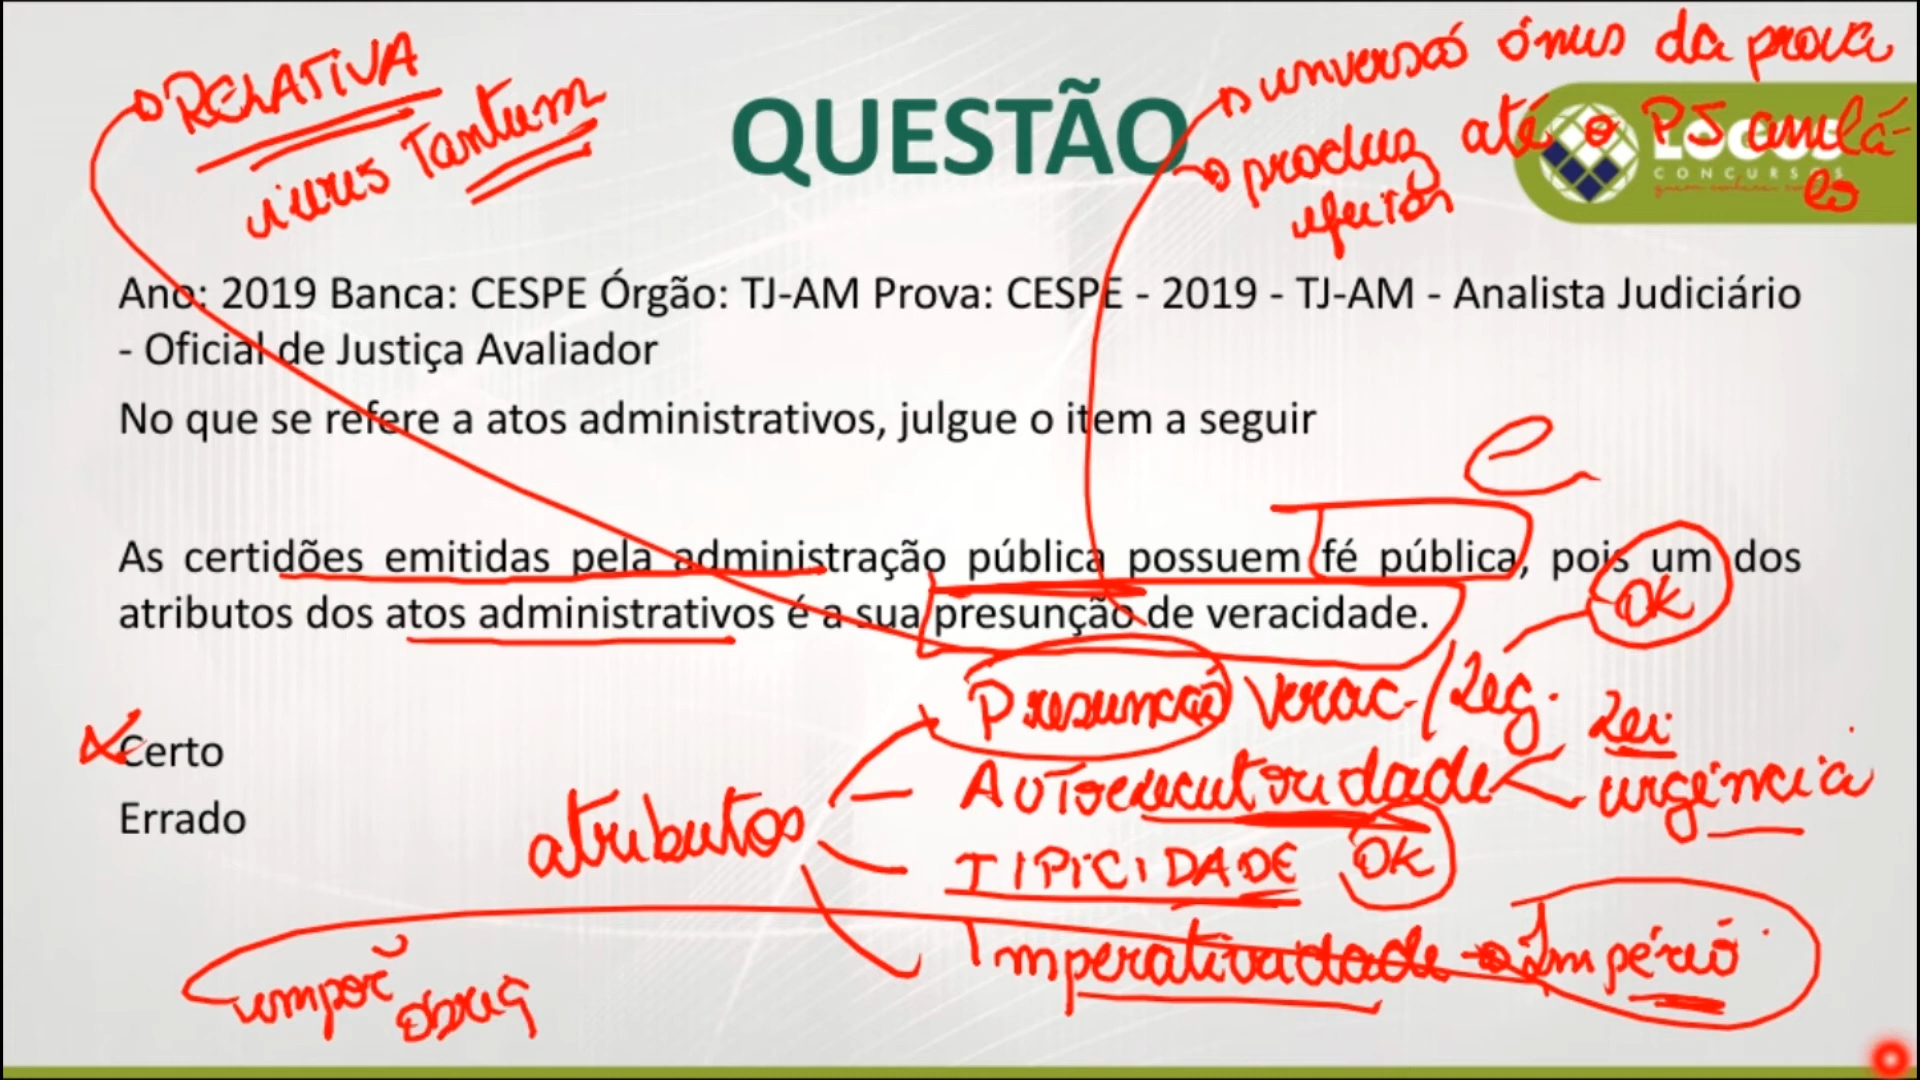 RELATIVA
iuris Tantum
QUESTÃO
inversão ônus da prova
produz efeitos até o PJ anulá-los
CONCURSOS
Ano: 2019 Banca: CESPE Órgão: TJ-AM Prova: CESPE - 2019 - TJ-AM - Analista Judiciário
- Oficial de Justiça Avaliador
No que se refere a atos administrativos, julgue o item a seguir
As certidões emitidas pela administração pública possuem fé pública, pois um dos
atributos dos atos administrativos é a sua presunção de veracidade.
OK
Presunção Verac./Leg.
Certo
Errado
atributos
Autoexecutoriedade
Lei
urgência
TIPICIDADE OK
Imperatividade Império
impõe
obrig